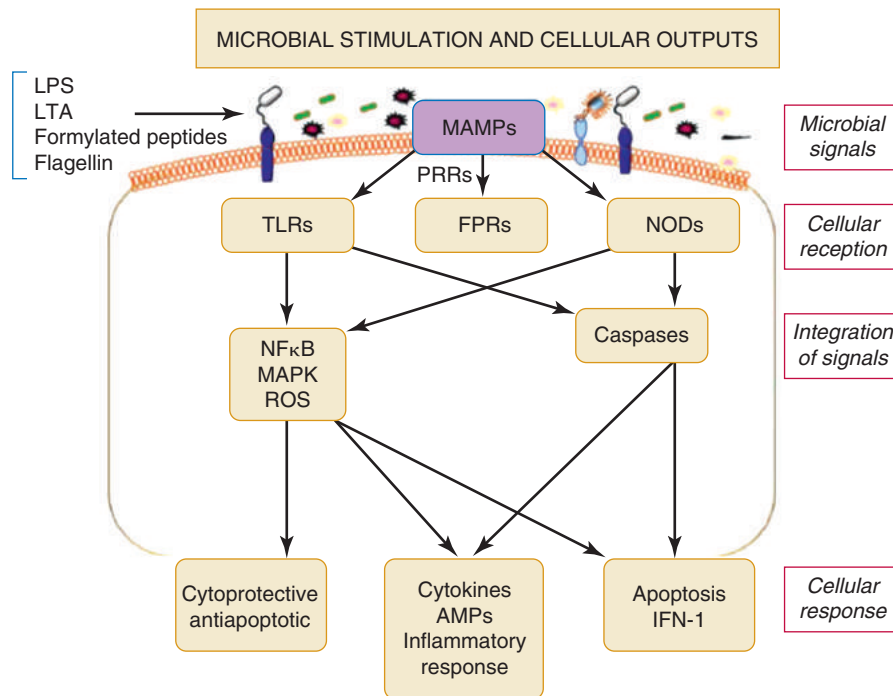 MICROBIAL STIMULATION AND CELLULAR OUTPUTS
LPS
LTA
Formylated peptides
Flagellin
MAMPs
Microbial
signals
PRRs
TLRs
FPRs
NODs
Cellular
reception
NFκB
MAPK
ROS
Caspases
Integration
of signals
Cytoprotective
antiapoptotic
Cytokines
AMPs
Inflammatory
response
Apoptosis
IFN-1
Cellular
response